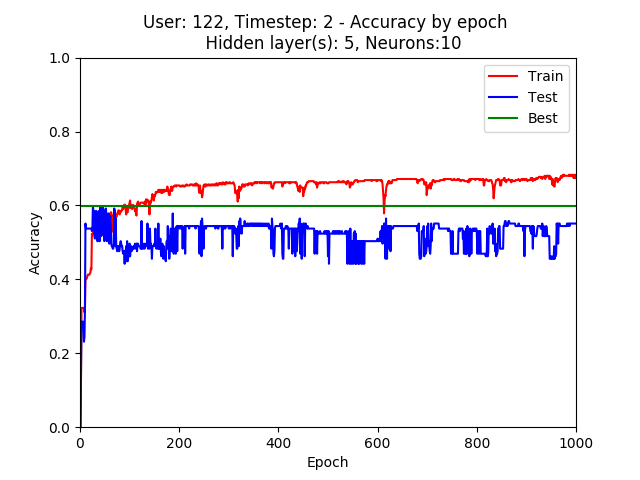 User: 122, Timestep: 2 - Accuracy by epoch
Hidden layer(s): 5, Neurons:10
1.0
0.8
0.6
0.4
0.2
0.0
Accuracy
Train
Test
Best
0 200 400 600 800 1000
Epoch